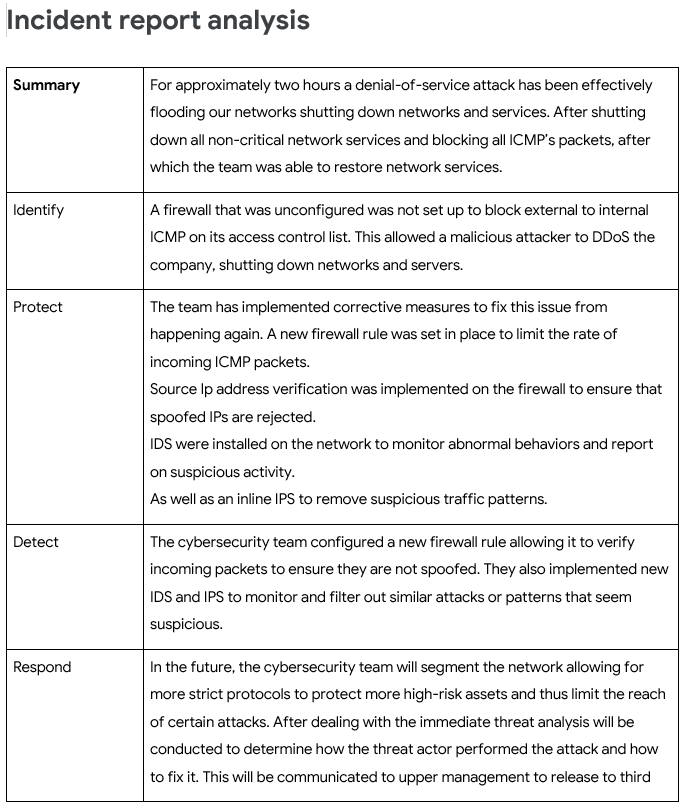 Incident report analysis
Summary
For approximately two hours a denial-of-service attack has been effectively
flooding our networks shutting down networks and services. After shutting
down all non-critical network services and blocking all ICMP's packets, after
which the team was able to restore network services.
Identify
A firewall that was unconfigured was not set up to block external to internal
ICMP on its access control list. This allowed a malicious attacker to DDoS the
company, shutting down networks and servers.
Protect
The team has implemented corrective measures to fix this issue from
happening again. A new firewall rule was set in place to limit the rate of
incoming ICMP packets.
Source Ip address verification was implemented on the firewall to ensure that
spoofed IPs are rejected.
IDS were installed on the network to monitor abnormal behaviors and report
on suspicious activity.
As well as an inline IPS to remove suspicious traffic patterns.
Detect
The cybersecurity team configured a new firewall rule allowing it to verify
incoming packets to ensure they are not spoofed. They also implemented new
IDS and IPS to monitor and filter out similar attacks or patterns that seem
suspicious.
Respond
In the future, the cybersecurity team will segment the network allowing for
more strict protocols to protect more high-risk assets and thus limit the reach
of certain attacks. After dealing with the immediate threat analysis will be
conducted to determine how the threat actor performed the attack and how
to fix it. This will be communicated to upper management to release to third